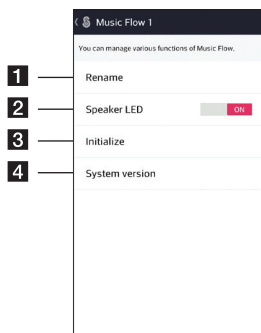 Music Flow 1
You can manage various functions of Music Flow.
1 Rename
2 Speaker LED ON
3 Initialize
4 System version